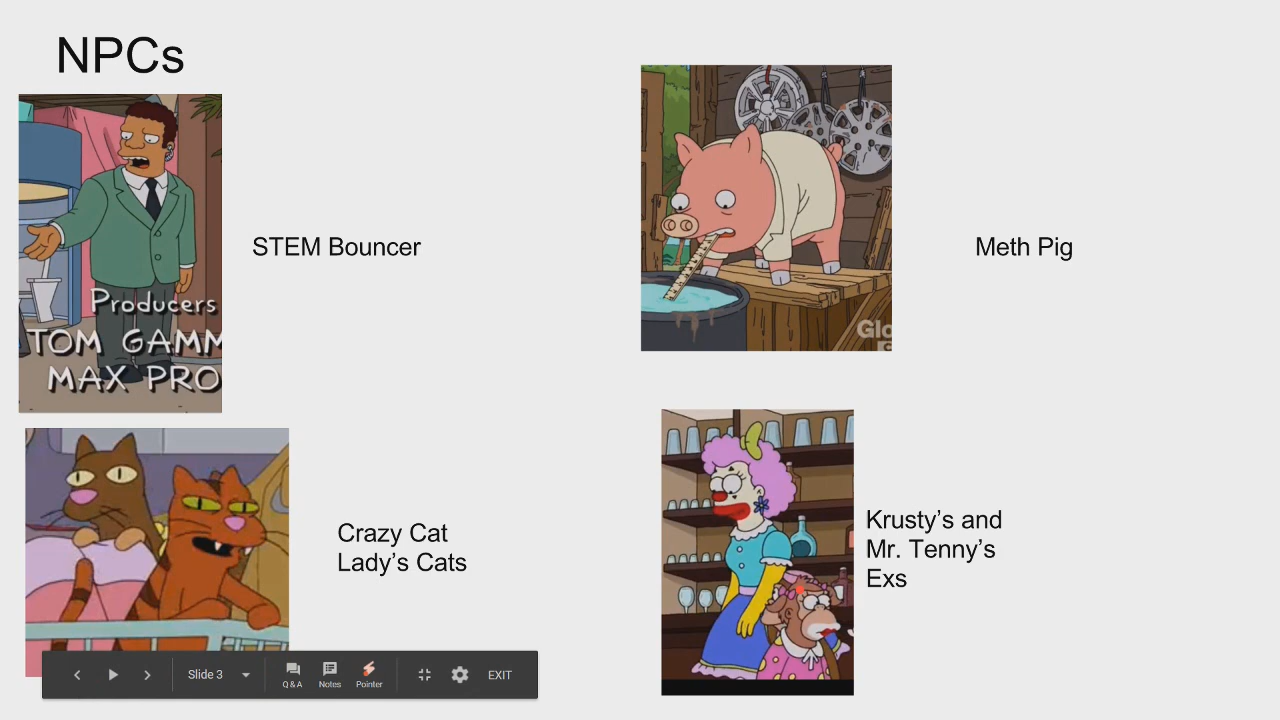 NPCs
Producers
TOM GAMM
MAX PRO
STEM Bouncer
Glo
Meth Pig
Crazy Cat
Lady's Cats
Krusty's and
Mr. Tenny's
Exs
Slide 3
Q & A
Notes
Pointer
EXIT